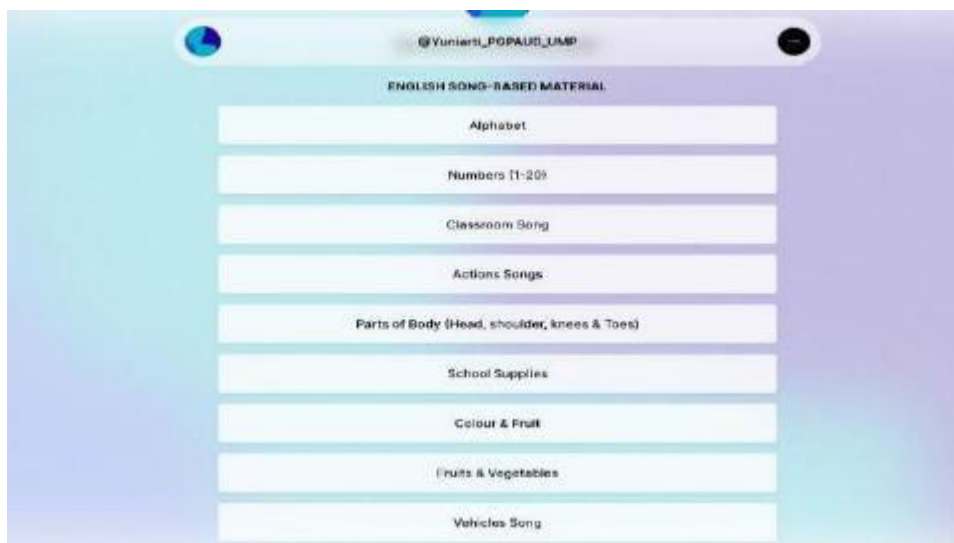 @Yuniarti_PGPAUD_UMP
ENGLISH SONG-BASED MATERIAL
Alphabet
Numbers (1-20)
Classroom Song
Actions Songs
Parts of Body (Head, shoulder, knees & Toes)
School Supplies
Colour & Fruit
Fruits & Vegetables
Vehicles Song